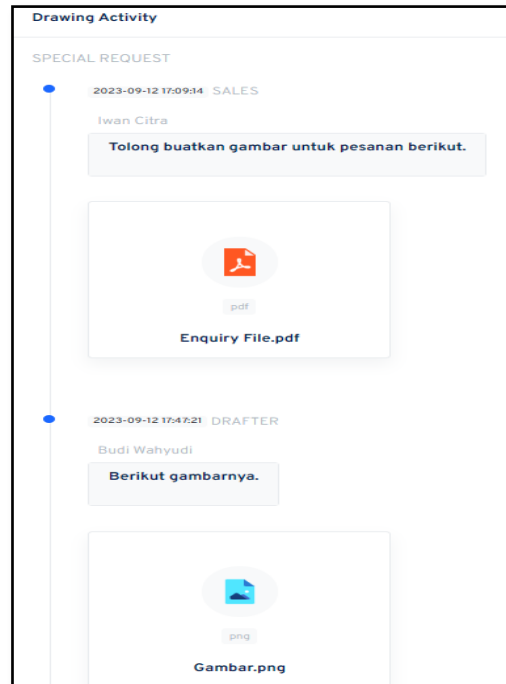 Drawing Activity
SPECIAL REQUEST
2023-09-12 17:09:14 SALES
Iwan Citra
Tolong buatkan gambar untuk pesanan berikut.
pdf
Enquiry File.pdf
2023-09-12 17:47:21 DRAFTER
Budi Wahyudi
Berikut gambarnya.
png
Gambar.png